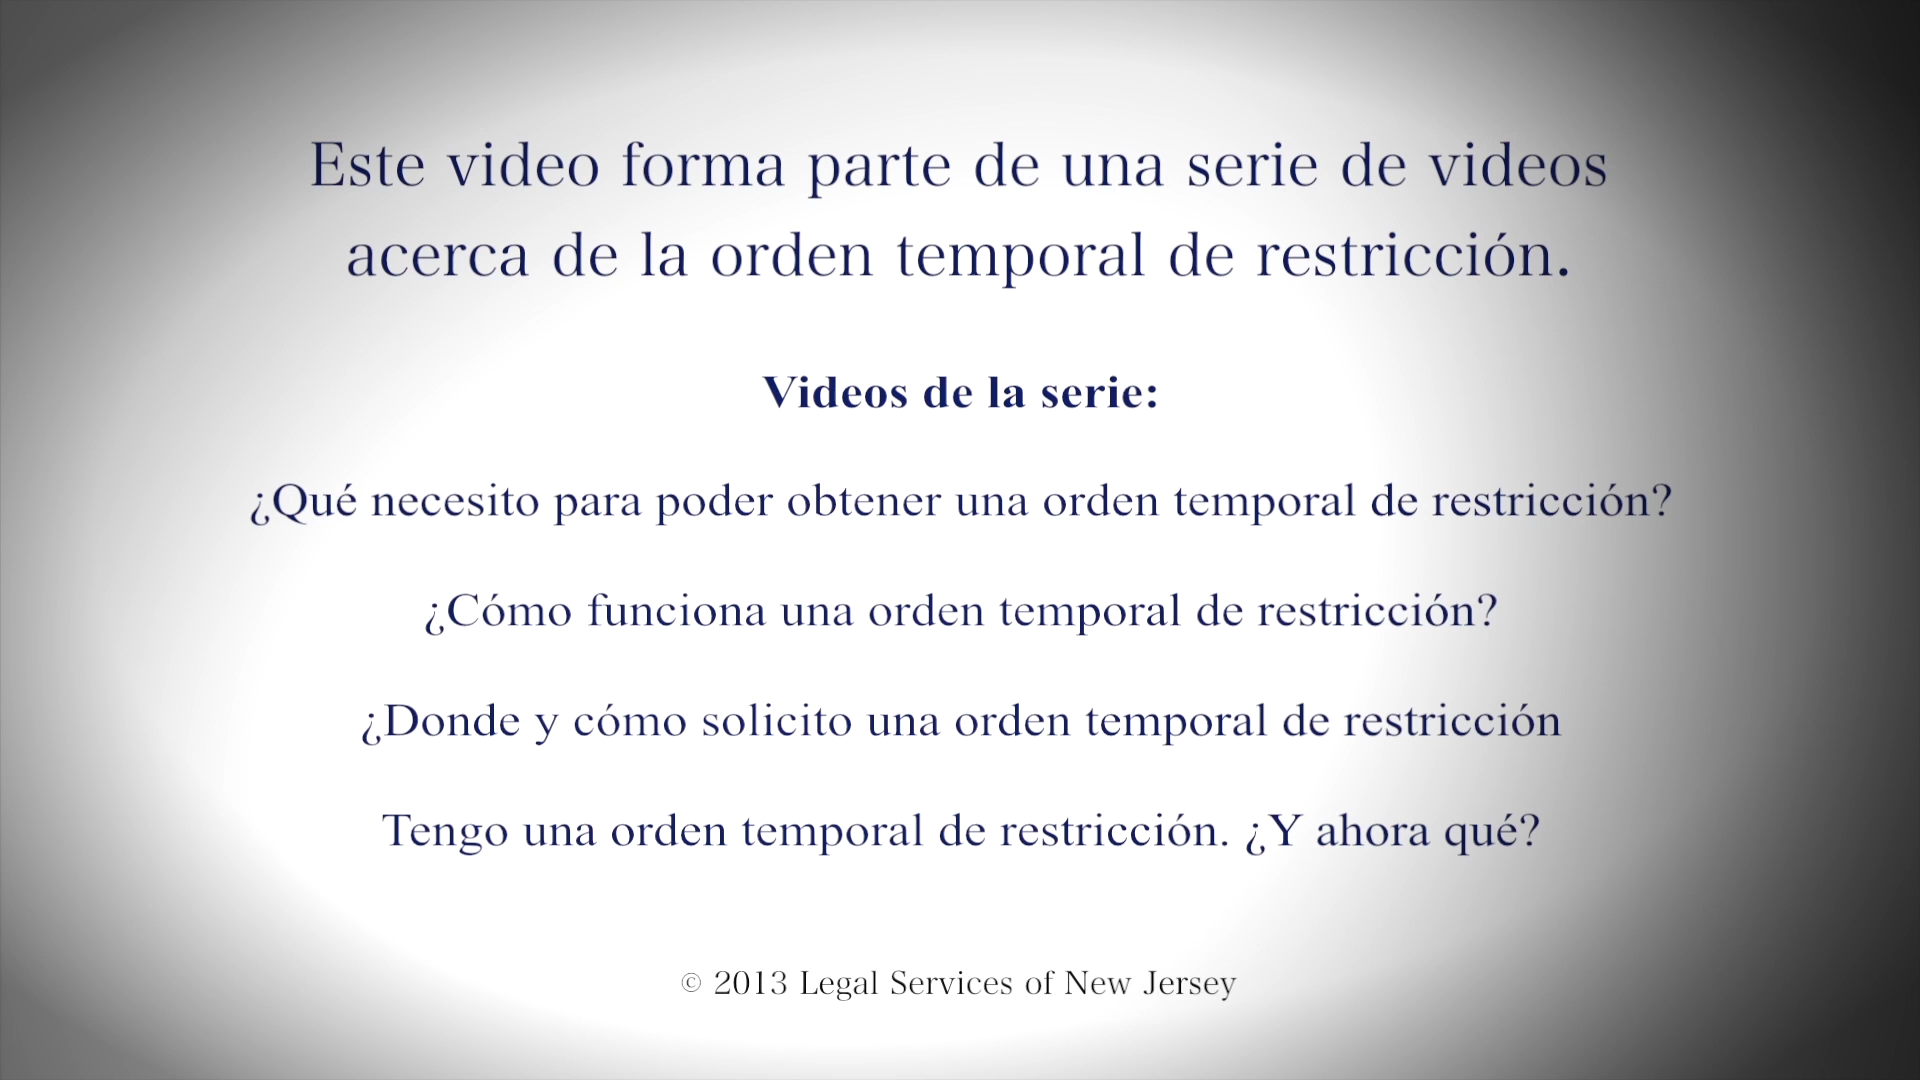 Este video forma parte de una serie de videos
acerca de la orden temporal de restricción.
Videos de la serie:
¿Qué necesito para poder obtener una orden temporal de restricción?
¿Cómo funciona una orden temporal de restricción?
¿Donde y cómo solicito una orden temporal de restricción
Tengo una orden temporal de restricción. ¿Y ahora qué?
© 2013 Legal Services of New Jersey